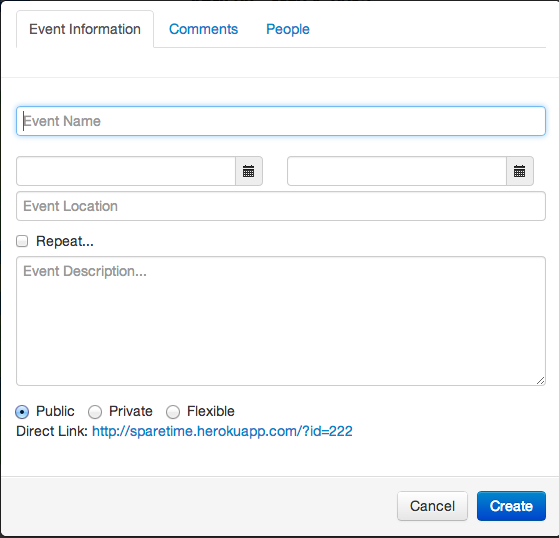 Event Information Comments People
Event Name
Event Location
Repeat...
Event Description...
Public Private Flexible
Direct Link: http://sparetime.herokuapp.com/?id=222
Cancel Create